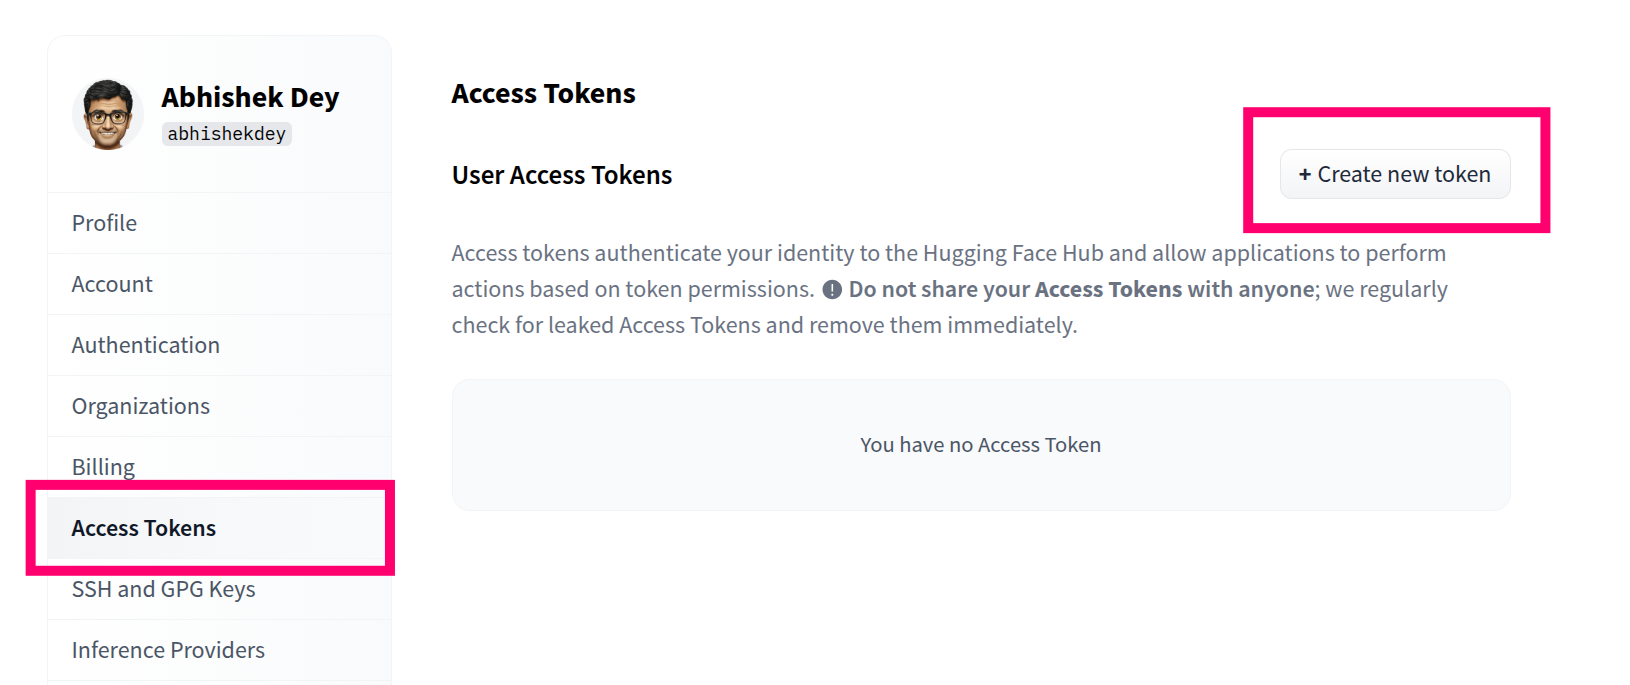 Abhishek Dey
abhishekdey
Profile
Account
Authentication
Organizations
Billing
Access Tokens
SSH and GPG Keys
Inference Providers
Access Tokens
User Access Tokens
+ Create new token
Access tokens authenticate your identity to the Hugging Face Hub and allow applications to perform
actions based on token permissions. Do not share your Access Tokens with anyone; we regularly
check for leaked Access Tokens and remove them immediately.
You have no Access Token